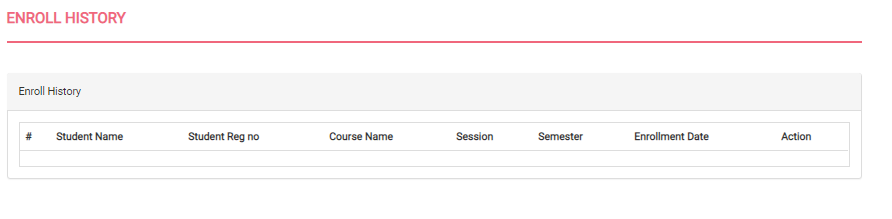 ENROLL HISTORY
Enroll History
# Student Name Student Reg no Course Name Session Semester Enrollment Date Action